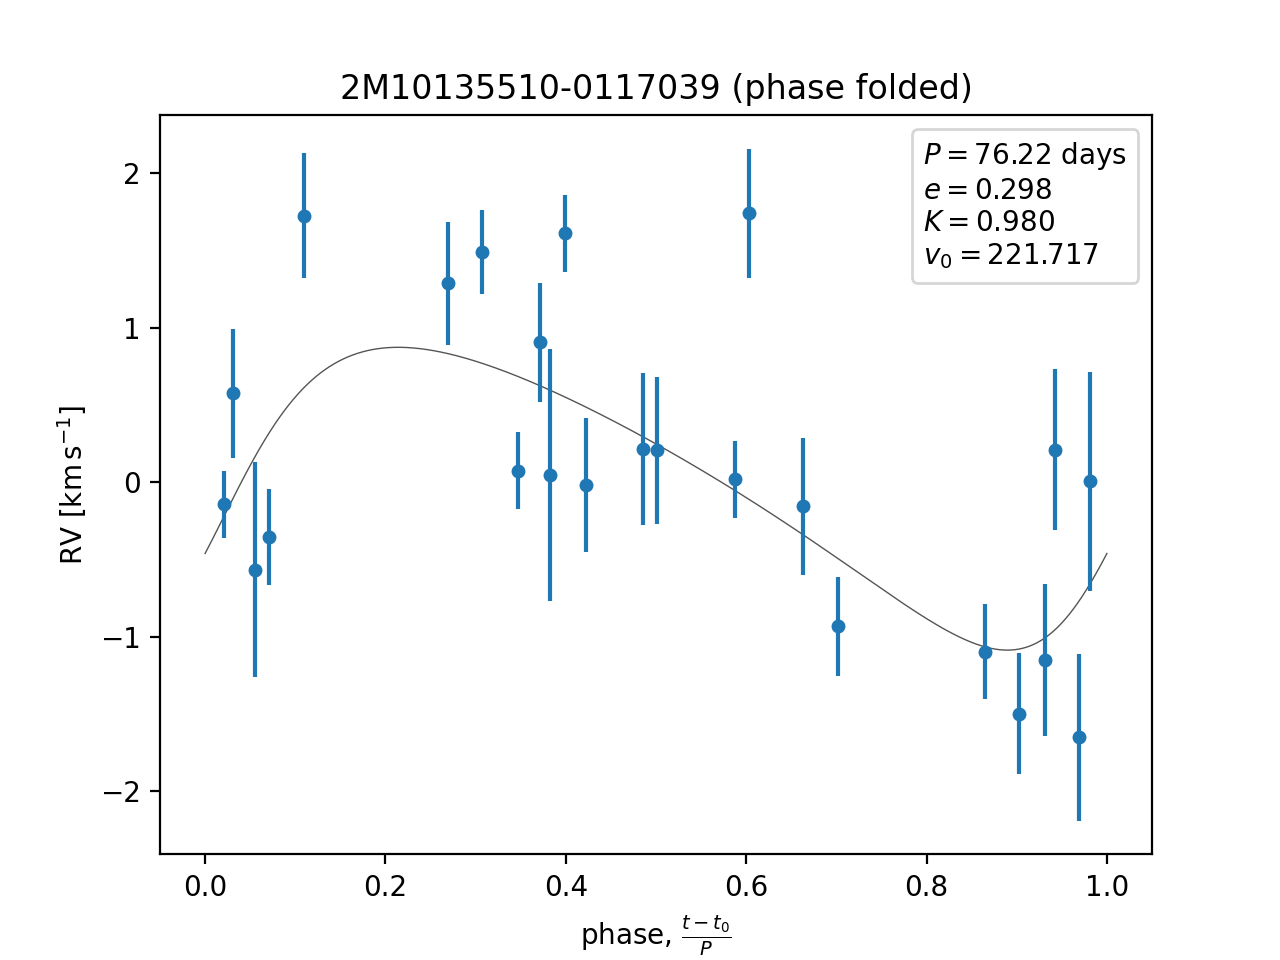 2M10135510-0117039 (phase folded)
P = 76.22 days
e = 0.298
K = 0.980
v₀ = 221.717
RV [km s⁻¹]
2
1
0
−1
−2
0.0 0.2 0.4 0.6 0.8 1.0
phase, (t − t₀)/P